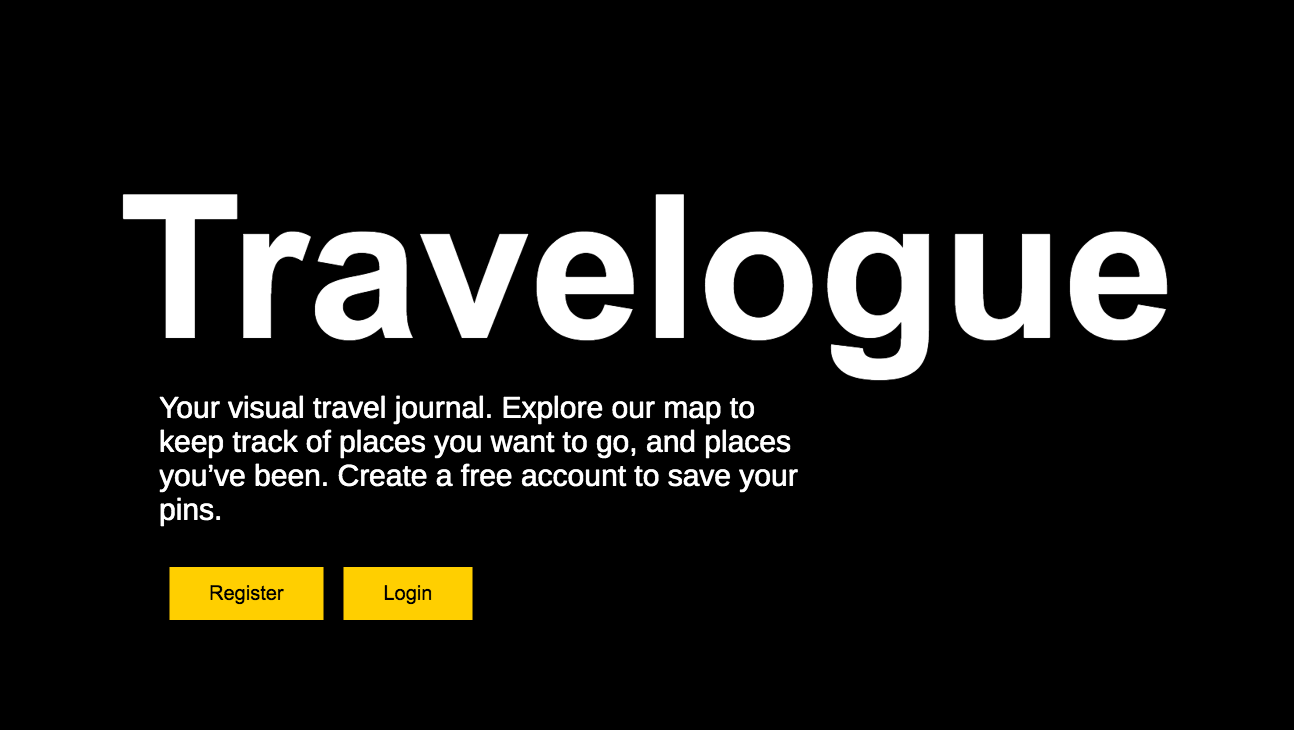 Travelogue
Your visual travel journal. Explore our map to
keep track of places you want to go, and places
you’ve been. Create a free account to save your
pins.
Register Login